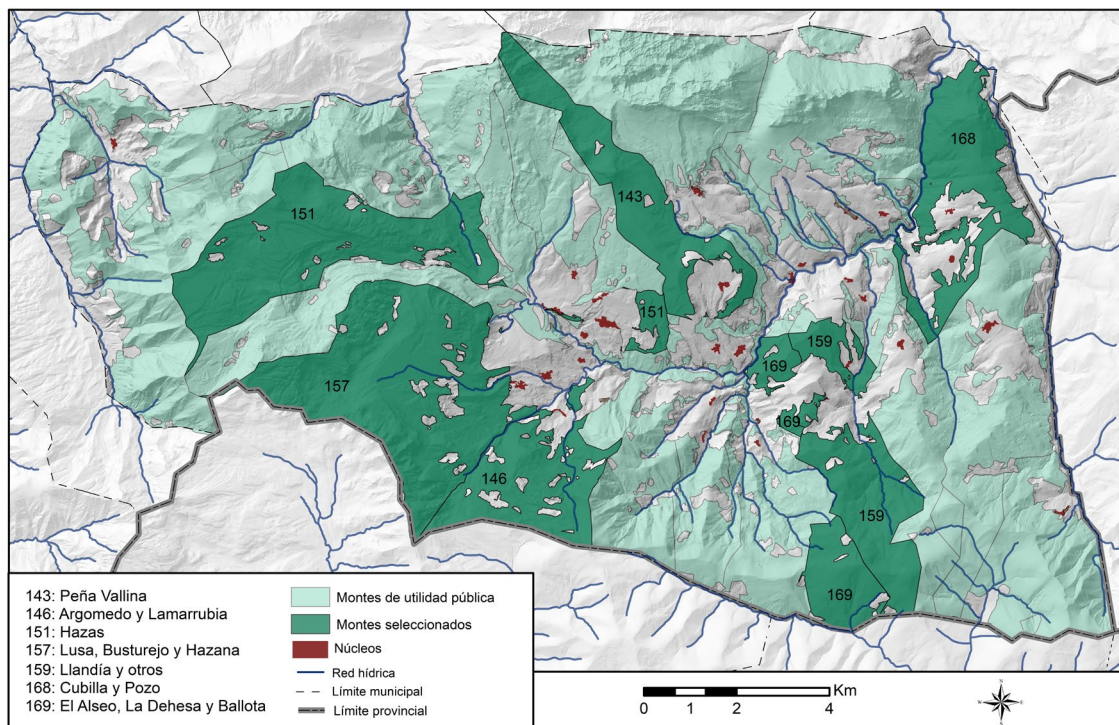 168
143
151
151
159
169
157
169
146
159
169
143: Peña Vallina
146: Argomedo y Lamarrubia
151: Hazas
157: Lusa, Busturejo y Hazana
159: Llandía y otros
168: Cubilla y Pozo
169: El Alseo, La Dehesa y Ballota
Montes de utilidad pública
Montes seleccionados
Núcleos
Red hídrica
Límite municipal
Límite provincial
Km
0 1 2 4
N
W E
S